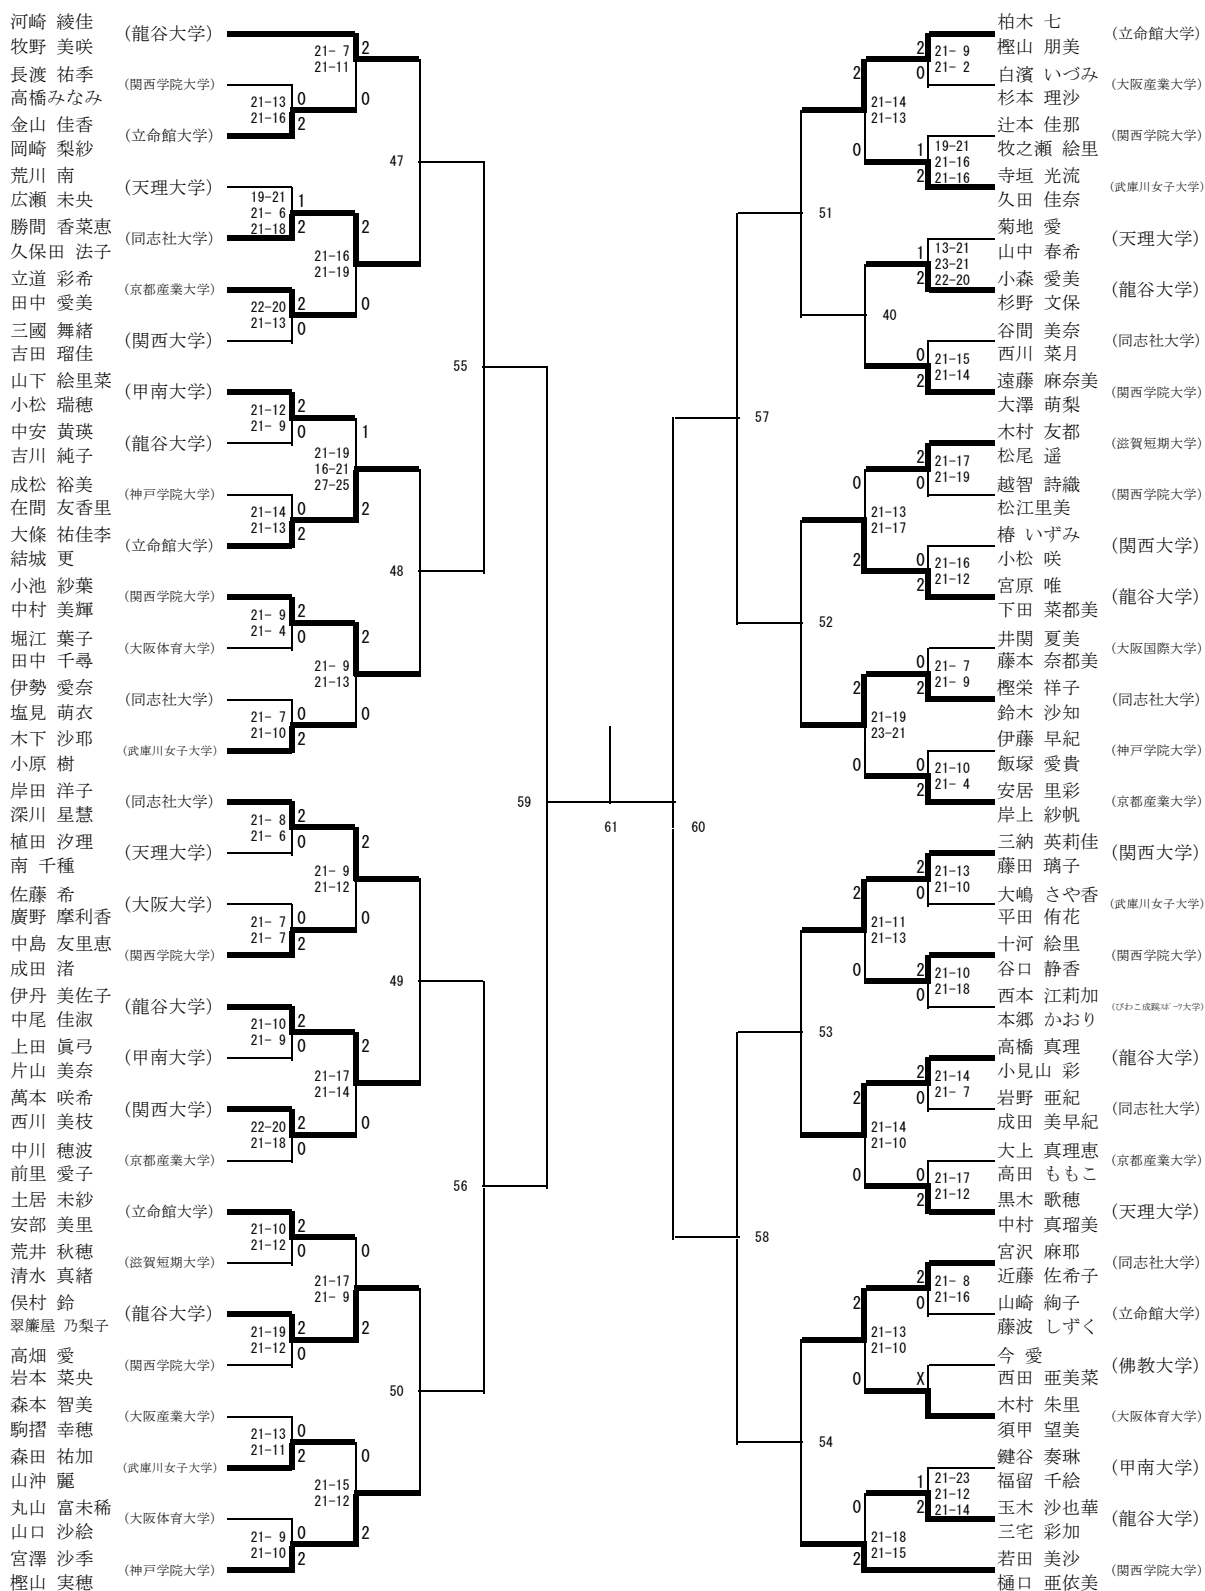 河崎 綾佳
牧野 美咲
(龍谷大学)
長渡 祐季
高橋みなみ
(関西学院大学)
金山 佳香
岡崎 梨紗
(立命館大学)
荒川 南
広瀬 未央
(天理大学)
勝間 香菜恵
久保田 法子
(同志社大学)
立道 彩希
田中 愛美
(京都産業大学)
三國 舞緒
吉田 瑠佳
(関西大学)
山下 絵里菜
小松 瑞穂
(甲南大学)
中安 黄瑛
吉川 純子
(龍谷大学)
成松 裕美
在間 友香里
(神戸学院大学)
大條 祐佳李
結城 更
(立命館大学)
小池 紗葉
中村 美輝
(関西学院大学)
堀江 葉子
田中 千尋
(大阪体育大学)
伊勢 愛奈
塩見 萌衣
(同志社大学)
木下 沙耶
小原 樹
(武庫川女子大学)
岸田 洋子
深川 星慧
(同志社大学)
植田 汐理
南 千種
(天理大学)
佐藤 希
廣野 摩利香
(大阪大学)
中島 友里恵
成田 渚
(関西学院大学)
伊丹 美佐子
中尾 佳淑
(龍谷大学)
上田 眞弓
片山 美奈
(甲南大学)
萬本 咲希
西川 美枝
(関西大学)
中川 穂波
前里 愛子
(京都産業大学)
土居 未紗
安部 美里
(立命館大学)
荒井 秋穂
清水 真緒
(滋賀短期大学)
俣村 鈴
翠簾屋 乃梨子
(龍谷大学)
高畑 愛
岩本 菜央
(関西学院大学)
森本 智美
駒摺 幸穂
(大阪産業大学)
森田 祐加
山沖 麗
(武庫川女子大学)
丸山 富未稀
山口 沙絵
(大阪体育大学)
宮澤 沙季
樫山 実穂
(神戸学院大学)
21- 7 2
21-11
0
21-13 0
21-16 2
47
19-21 1
21- 6
21-18 2
2
21-16
21-19
0
22-20 2
21-13 0
55
21-12 2
21- 9 0
1
21-19
16-21
27-25
2
21-14 0
21-13 2
48
21- 9 2
21- 4 0
2
21- 9
21-13
0
21- 7 0
21-10 2
59
21- 8 2
21- 6 0
2
21- 9
21-12
0
21- 7 0
21- 7 2
49
21-10 2
21- 9 0
2
21-17
21-14
0
22-20 2
21-18 0
56
21-10 2
21-12 0
0
21-17
21- 9
2
21-19 2
21-12 0
50
21-13 0
21-11 2
0
21-15
21-12
2
21- 9 0
21-10 2
61
60
柏木 七
樫山 朋美
(立命館大学)
白濱 いづみ
杉本 理沙
(大阪産業大学)
辻本 佳那
牧之瀬 絵里
(関西学院大学)
寺垣 光流
久田 佳奈
(武庫川女子大学)
菊地 愛
山中 春希
(天理大学)
小森 愛美
杉野 文保
(龍谷大学)
谷間 美奈
西川 菜月
(同志社大学)
遠藤 麻奈美
大澤 萌梨
(関西学院大学)
木村 友都
松尾 遥
(滋賀短期大学)
越智 詩織
松江里美
(関西学院大学)
椿 いずみ
小松 咲
(関西大学)
宮原 唯
下田 菜都美
(龍谷大学)
井関 夏美
藤本 奈都美
(大阪国際大学)
樫栄 祥子
鈴木 沙知
(同志社大学)
伊藤 早紀
飯塚 愛貴
(神戸学院大学)
安居 里彩
岸上 紗帆
(京都産業大学)
三納 英莉佳
藤田 璃子
(関西大学)
大嶋 さや香
平田 侑花
(武庫川女子大学)
十河 絵里
谷口 静香
(関西学院大学)
西本 江莉加
本郷 かおり
(びわこ成蹊ｽﾎﾟｰﾂ大学)
高橋 真理
小見山 彩
(龍谷大学)
岩野 亜紀
成田 美早紀
(同志社大学)
大上 真理恵
高田 ももこ
(京都産業大学)
黒木 歌穂
中村 真瑠美
(天理大学)
宮沢 麻耶
近藤 佐希子
(同志社大学)
山崎 絢子
藤波 しずく
(立命館大学)
今 愛
西田 亜美菜
(佛教大学)
木村 朱里
須甲 望美
(大阪体育大学)
鍵谷 奏琳
福留 千絵
(甲南大学)
玉木 沙也華
三宅 彩加
(龍谷大学)
若田 美沙
樋口 亜依美
(関西学院大学)
2 21- 9
0 21- 2
2
21-14
21-13
0
1 19-21
21-16
2 21-16
51
1 13-21
23-21
2 22-20
40
0 21-15
2 21-14
57
2 21-17
0 21-19
0
21-13
21-17
2
0 21-16
2 21-12
52
0 21- 7
2 21- 9
2
21-19
23-21
0
0 21-10
2 21- 4
2 21-13
0 21-10
2
21-11
21-13
0
2 21-10
0 21-18
53
2 21-14
0 21- 7
2
21-14
21-10
0
0 21-17
2 21-12
58
2 21- 8
0 21-16
2
21-13
21-10
0
X
54
1 21-23
21-12
2 21-14
0
21-18
2 21-15